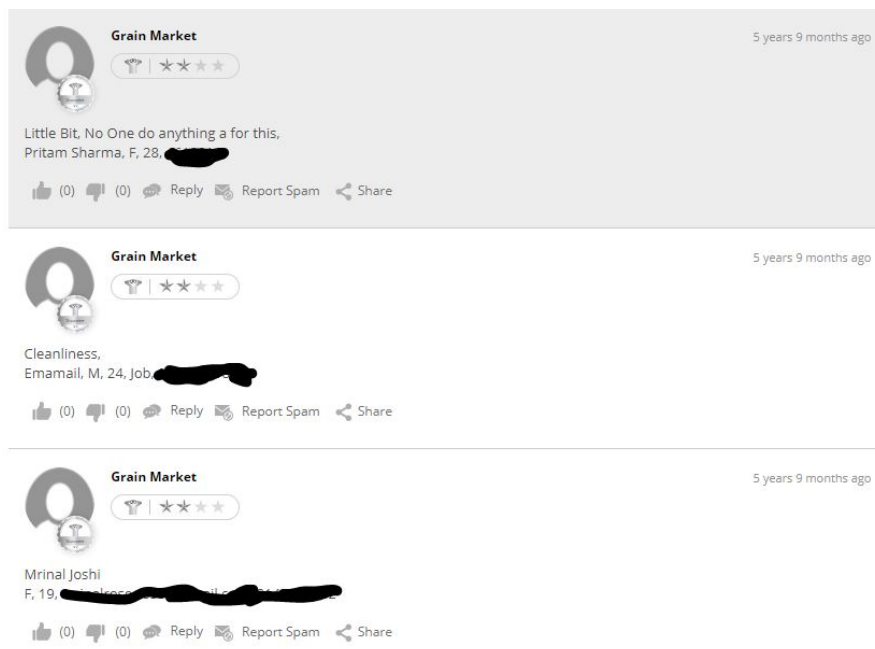 Grain Market
5 years 9 months ago
Little Bit, No One do anything a for this,
Pritam Sharma, F, 28,
(0) (0) Reply Report Spam Share
Grain Market
5 years 9 months ago
Cleanliness,
Emamail, M, 24, Job,
(0) (0) Reply Report Spam Share
Grain Market
5 years 9 months ago
Mrinal Joshi
F, 19,
(0) (0) Reply Report Spam Share